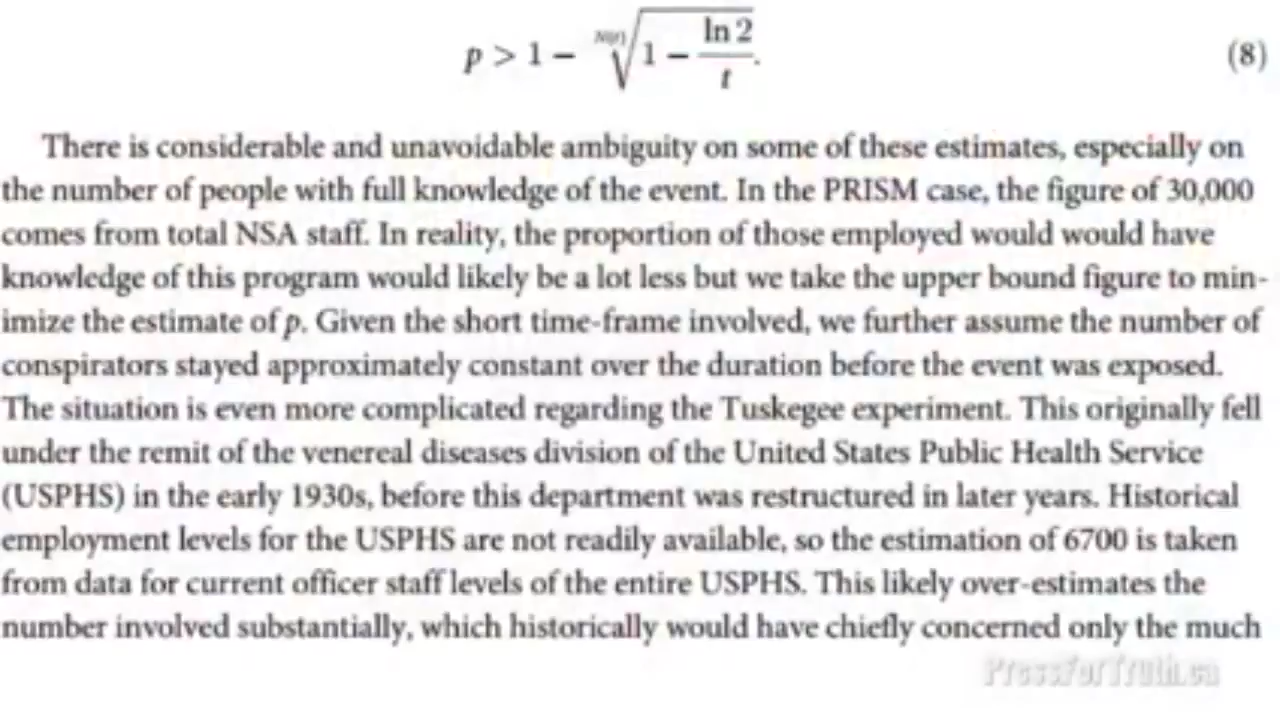 p > 1 − ᴺ⁽ᵗ⁾√(1 − ln 2 / t). (8)
There is considerable and unavoidable ambiguity on some of these estimates, especially on
the number of people with full knowledge of the event. In the PRISM case, the figure of 30,000
comes from total NSA staff. In reality, the proportion of those employed would would have
knowledge of this program would likely be a lot less but we take the upper bound figure to min-
imize the estimate of p. Given the short time-frame involved, we further assume the number of
conspirators stayed approximately constant over the duration before the event was exposed.
The situation is even more complicated regarding the Tuskegee experiment. This originally fell
under the remit of the venereal diseases division of the United States Public Health Service
(USPHS) in the early 1930s, before this department was restructured in later years. Historical
employment levels for the USPHS are not readily available, so the estimation of 6700 is taken
from data for current officer staff levels of the entire USPHS. This likely over-estimates the
number involved substantially, which historically would have chiefly concerned only the much
PressForTruth.ca